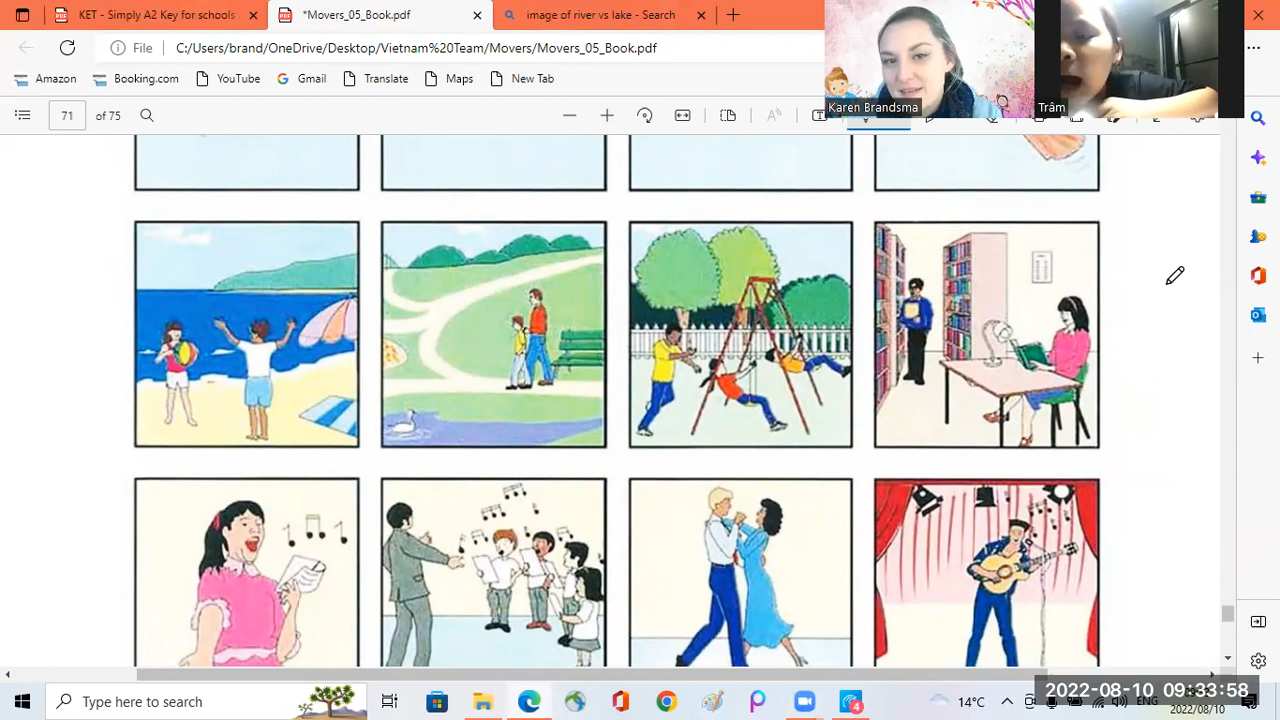 KET - Simply A2 Key for schools
*Movers_05_Book.pdf
image of river vs lake - Search
File
C:/Users/brand/OneDrive/Desktop/Vietnam%20Team/Movers/Movers_05_Book.pdf
Amazon
Booking.com
YouTube
Gmail
Translate
Maps
New Tab
71 of 75
Karen Brandsma
Trâm
Type here to search
4
14°C
ENG
2022-08-10 09:33:58
2022/08/10